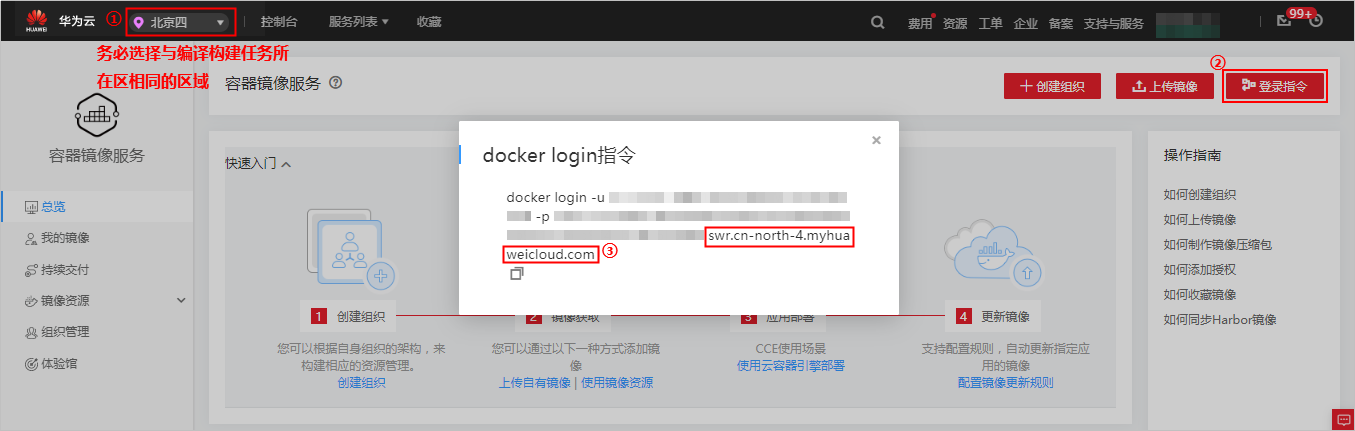 HUAWEI 华为云 ① 北京四 控制台 服务列表 收藏 费用 资源 工单 企业 备案 支持与服务 99+
务必选择与编译构建任务所
在区相同的区域
②
容器镜像服务 ? 创建组织 上传镜像 登录指令
容器镜像服务
总览
我的镜像
持续交付
镜像资源
组织管理
体验馆
快速入门
docker login指令 ×
docker login -u
-p
swr.cn-north-4.myhua
weicloud.com ③
1 创建组织
您可以根据自身组织的架构，来
构建相应的资源管理。
创建组织
2 镜像获取
您可以通过以下一种方式添加镜
像
上传自有镜像 | 使用镜像资源
3 应用部署
CCE使用场景
使用云容器引擎部署
4 更新镜像
支持配置规则，自动更新指定应
用的镜像
配置镜像更新规则
操作指南
如何创建组织
如何上传镜像
如何制作镜像压缩包
如何添加授权
如何收藏镜像
如何同步Harbor镜像